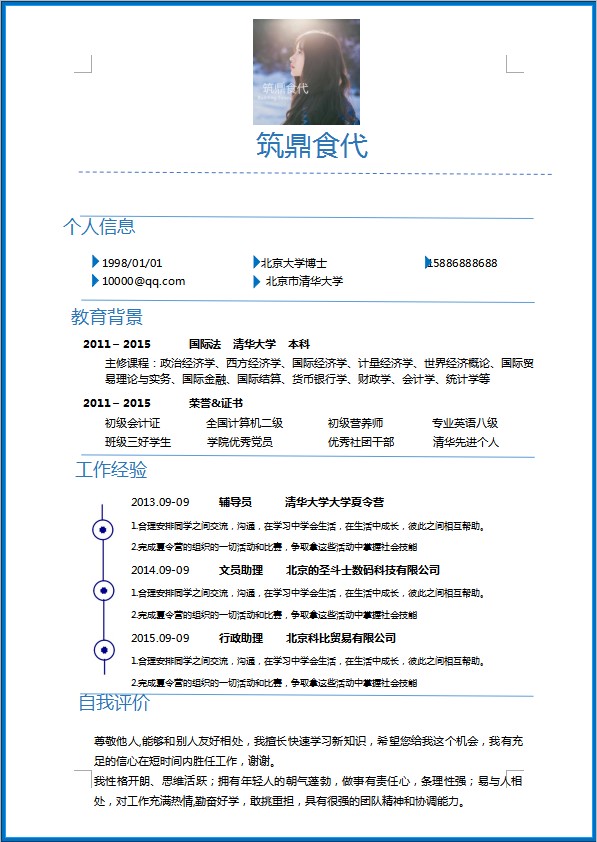 筑鼎食代
筑鼎食代
个人信息
1998/01/01 北京大学博士 15886888688
10000@qq.com 北京市清华大学
教育背景
2011 – 2015 国际法 清华大学 本科
主修课程：政治经济学、西方经济学、国际经济学、计量经济学、世界经济概论、国际贸
易理论与实务、国际金融、国际结算、货币银行学、财政学、会计学、统计学等
2011 – 2015 荣誉&证书
初级会计证 全国计算机二级 初级营养师 专业英语八级
班级三好学生 学院优秀党员 优秀社团干部 清华先进个人
工作经验
2013.09-09 辅导员 清华大学大学夏令营
1.合理安排同学之间交流，沟通，在学习中学会生活，在生活中成长，彼此之间相互帮助。
2.完成夏令营的组织的一切活动和比赛，争取拿这些活动中掌握社会技能
2014.09-09 文员助理 北京的圣斗士数码科技有限公司
1.合理安排同学之间交流，沟通，在学习中学会生活，在生活中成长，彼此之间相互帮助。
2.完成夏令营的组织的一切活动和比赛，争取拿这些活动中掌握社会技能
2015.09-09 行政助理 北京科比贸易有限公司
1.合理安排同学之间交流，沟通，在学习中学会生活，在生活中成长，彼此之间相互帮助。
2.完成夏令营的组织的一切活动和比赛，争取拿这些活动中掌握社会技能
自我评价
尊敬他人,能够和别人友好相处，我擅长快速学习新知识，希望您给我这个机会，我有充
足的信心在短时间内胜任工作，谢谢。
我性格开朗、思维活跃；拥有年轻人的朝气蓬勃，做事有责任心，条理性强；易与人相
处，对工作充满热情,勤奋好学，敢挑重担，具有很强的团队精神和协调能力。